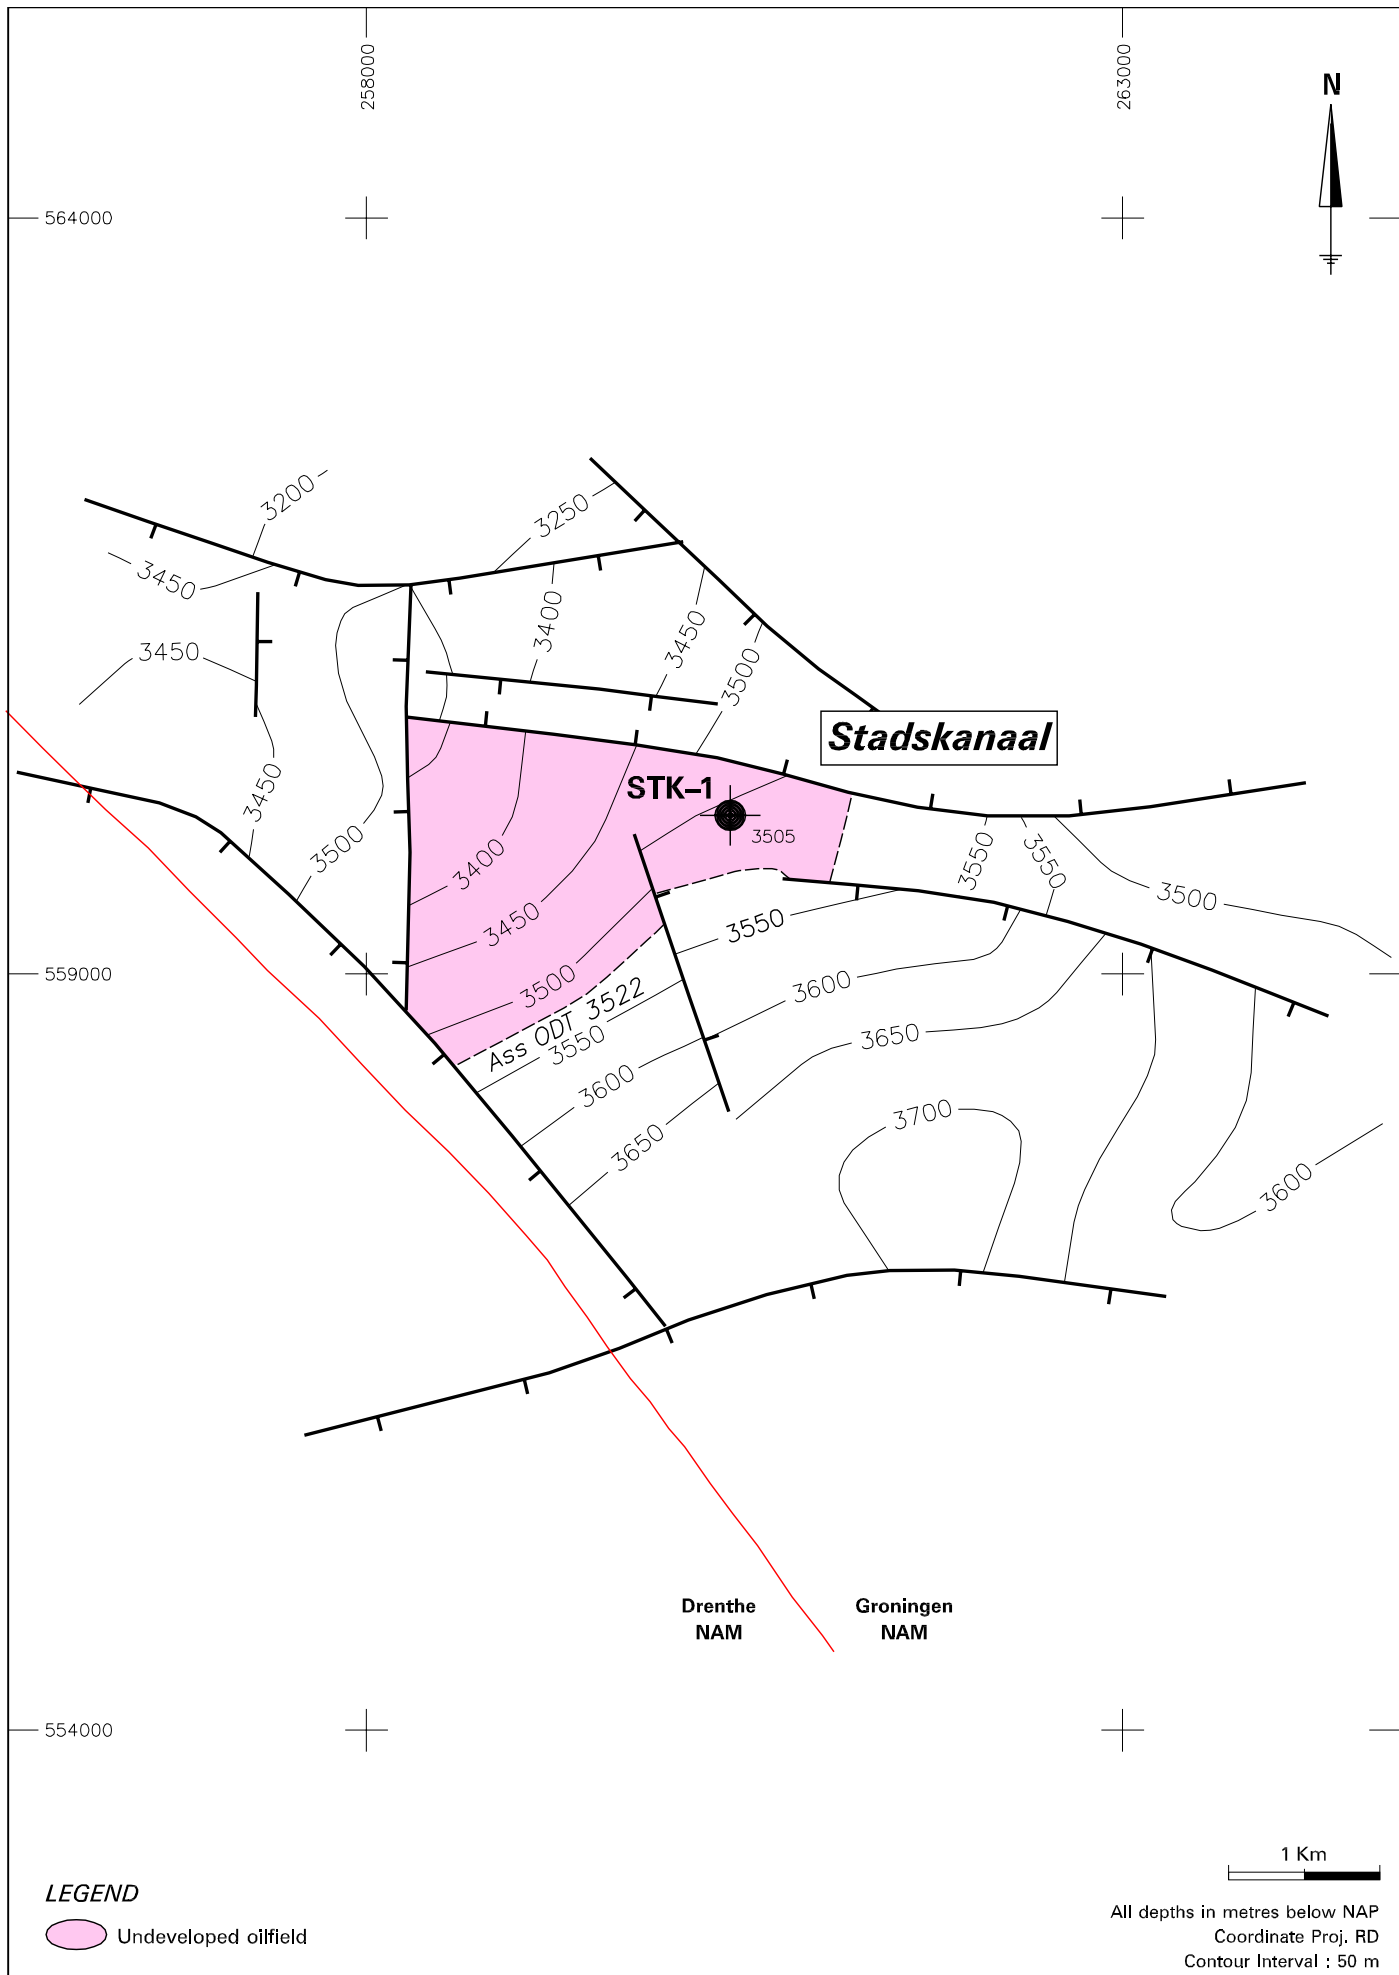 258000
263000
N
564000
3200
3250
3450
3400
3450
3450
3500
Stadskanaal
STK–1
3505
3450
3500
3400
3550
3550
3500
3450
3550
559000
3500
3600
Ass ODT 3522
3550
3650
3600
3700
3650
3600
Drenthe
NAM
Groningen
NAM
554000
1 Km
LEGEND
Undeveloped oilfield
All depths in metres below NAP
Coordinate Proj. RD
Contour Interval : 50 m